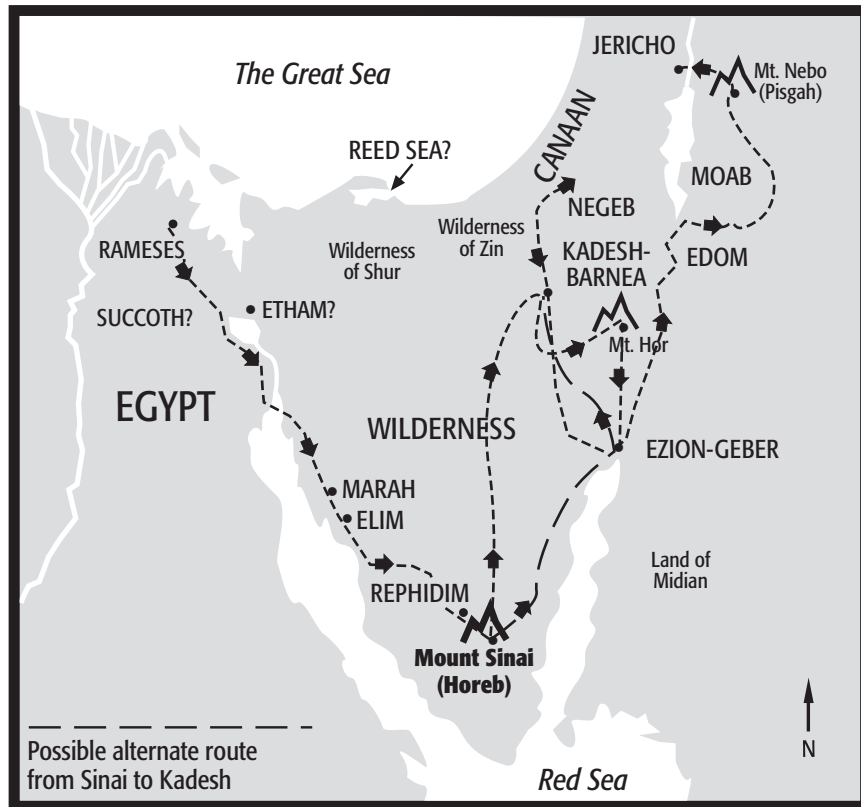 JERICHO
The Great Sea
Mt. Nebo
(Pisgah)
CANAAN
REED SEA?
MOAB
NEGEB
Wilderness
of Zin
Wilderness
of Shur
RAMESES
KADESH-
BARNEA
EDOM
SUCCOTH?
ETHAM?
Mt. Hor
EGYPT
WILDERNESS
EZION-GEBER
MARAH
ELIM
Land of
Midian
REPHIDIM
Mount Sinai
(Horeb)
N
Possible alternate route
from Sinai to Kadesh
Red Sea